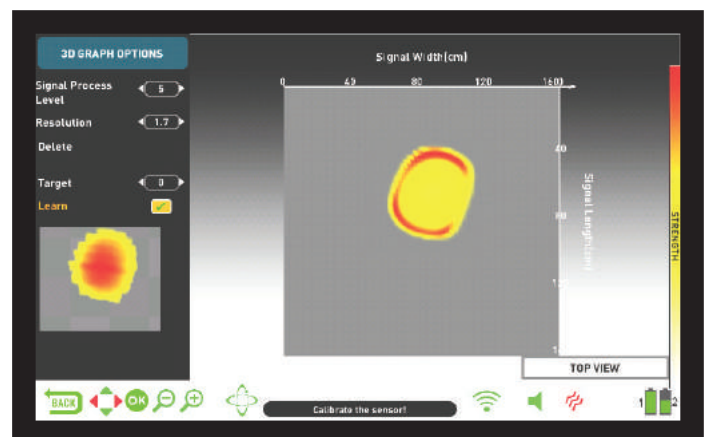 3D GRAPH OPTIONS
Signal Process
Level
5
Resolution
1.7
Delete
Target
0
Learn
Signal Width(cm)
0 40 80 120 160
40
80
Signal Lenght(cm)
STRENGTH
TOP VIEW
BACK
OK
Calibrate the sensor!
1
2